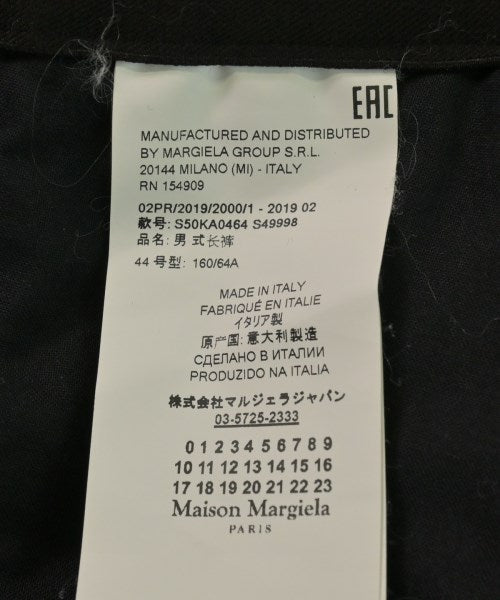 EAC
MANUFACTURED AND DISTRIBUTED
BY MARGIELA GROUP S.R.L.
20144 MILANO (MI) - ITALY
RN 154909
02PR/2019/2000/1 - 2019 02
款号: S50KA0464 S49998
品名: 男 式长裤
44 号型: 160/64A
MADE IN ITALY
FABRIQUÉ EN ITALIE
イタリア製
原产国: 意大利製造
СДЕЛАНО В ИТАЛИИ
PRODUZIDO NA ITALIA
株式会社マルジェラジャパン
03-5725-2333
0 1 2 3 4 5 6 7 8 9
10 11 12 13 14 15 16
17 18 19 20 21 22 23
Maison Margiela
PARIS